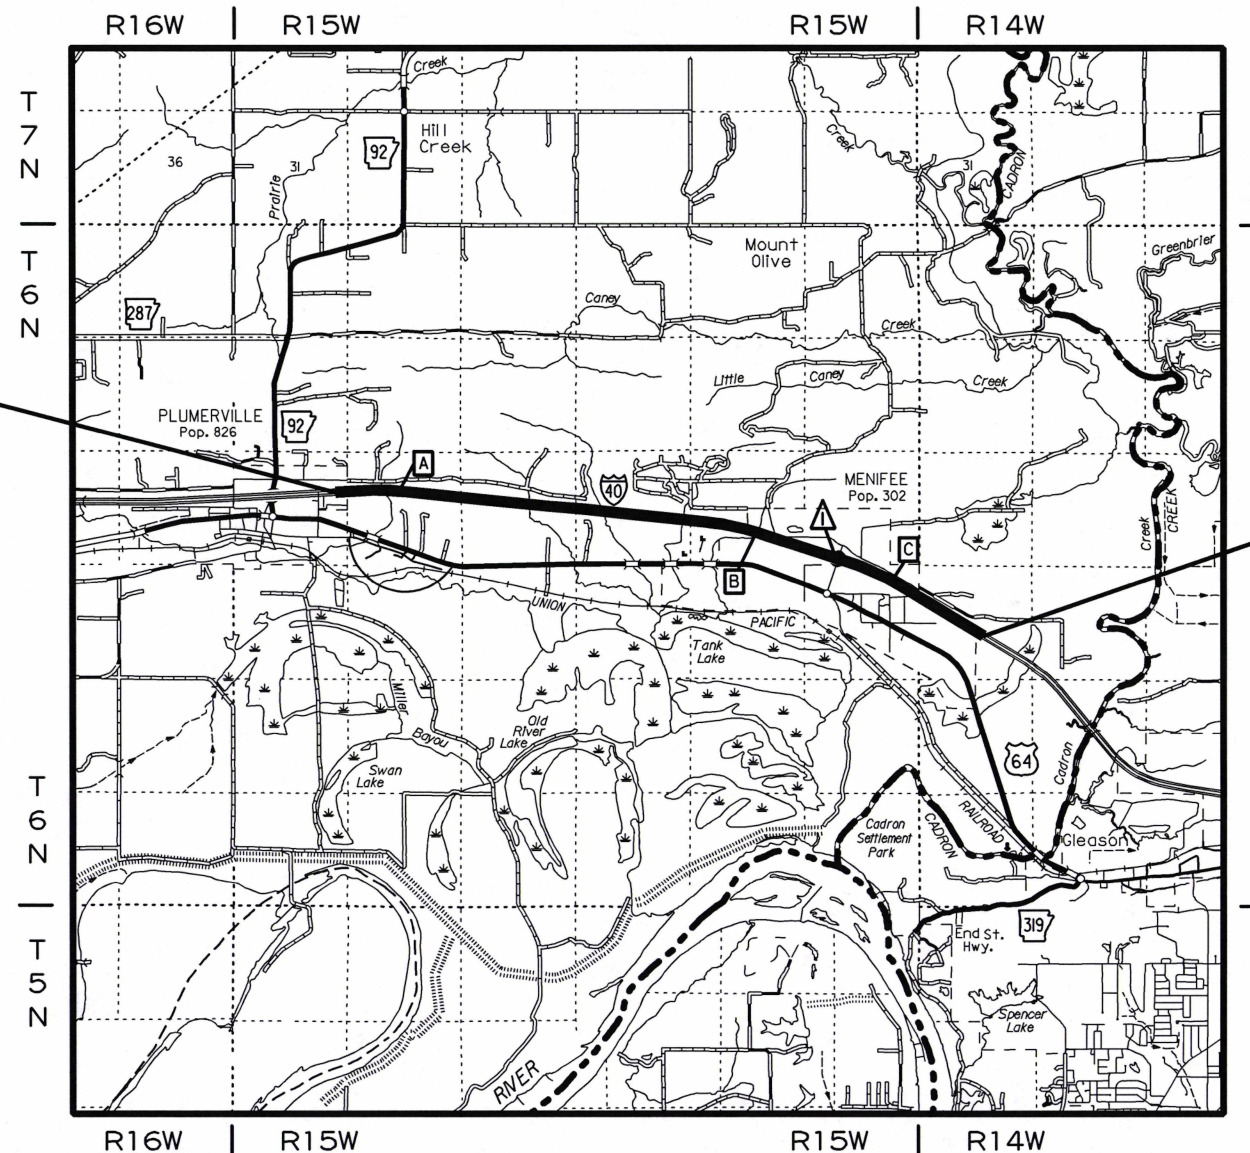 R16W
R15W
R15W
R14W
T
7
N
T
6
N
T
6
N
T
5
N
Creek
92
Hill
Creek
36
31
Prairie
Creek
31
CADRON
Mount
Olive
Greenbrier
287
Caney
Creek
Little
Caney
Creek
PLUMERVILLE
Pop. 826
92
A
40
MENIFEE
Pop. 302
1
B
C
Creek
CREEK
UNION
PACIFIC
Tank
Lake
Miller
Bayou
Old
River
Lake
Swan
Lake
64
Cadron
RAILROAD
Cadron
Settlement
Park
CADRON
Gleason
319
End St.
Hwy.
Spencer
Lake
RIVER
R16W
R15W
R15W
R14W